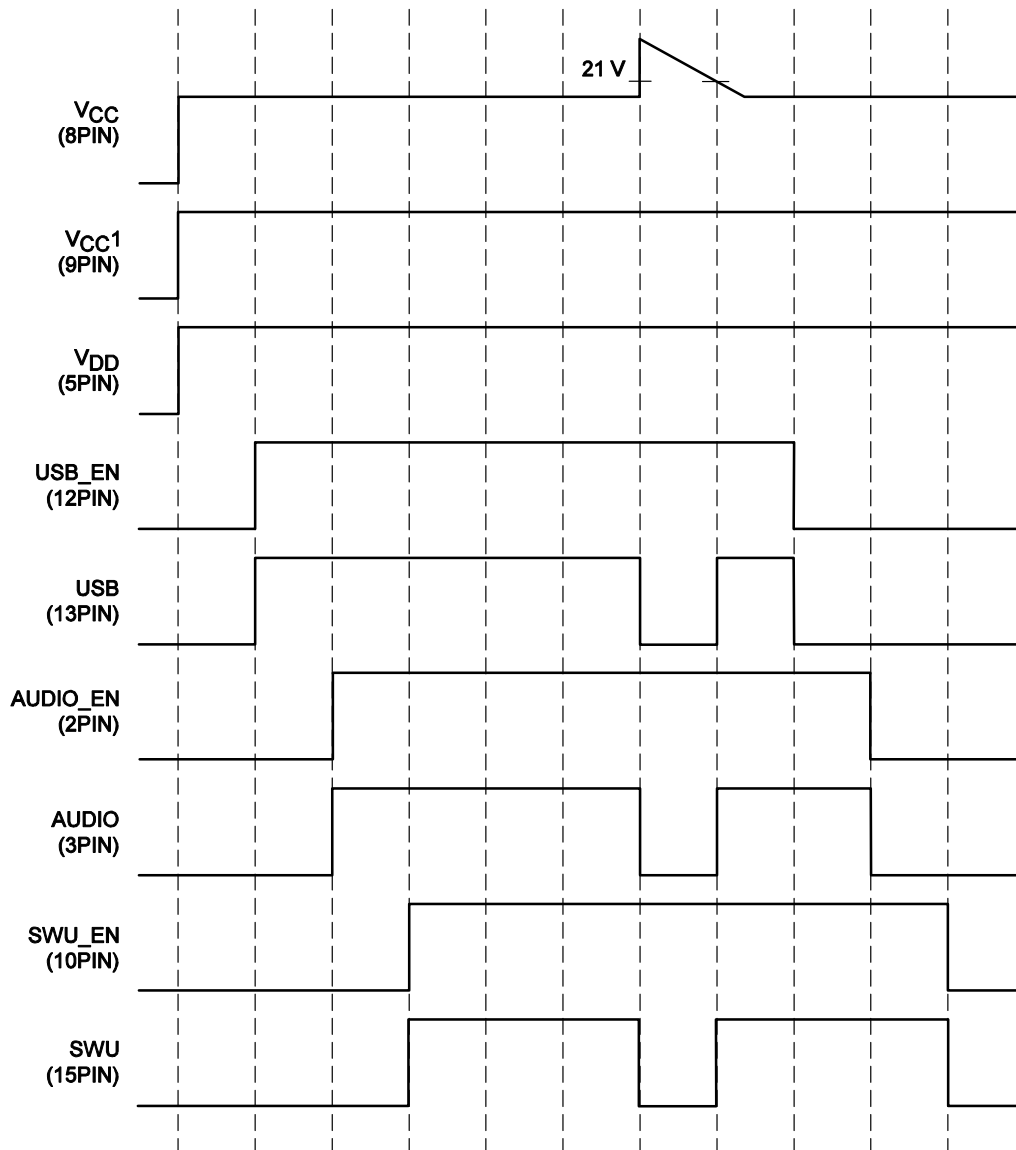 21 V
VCC
(8PIN)
VCC1
(9PIN)
VDD
(5PIN)
USB_EN
(12PIN)
USB
(13PIN)
AUDIO_EN
(2PIN)
AUDIO
(3PIN)
SWU_EN
(10PIN)
SWU
(15PIN)